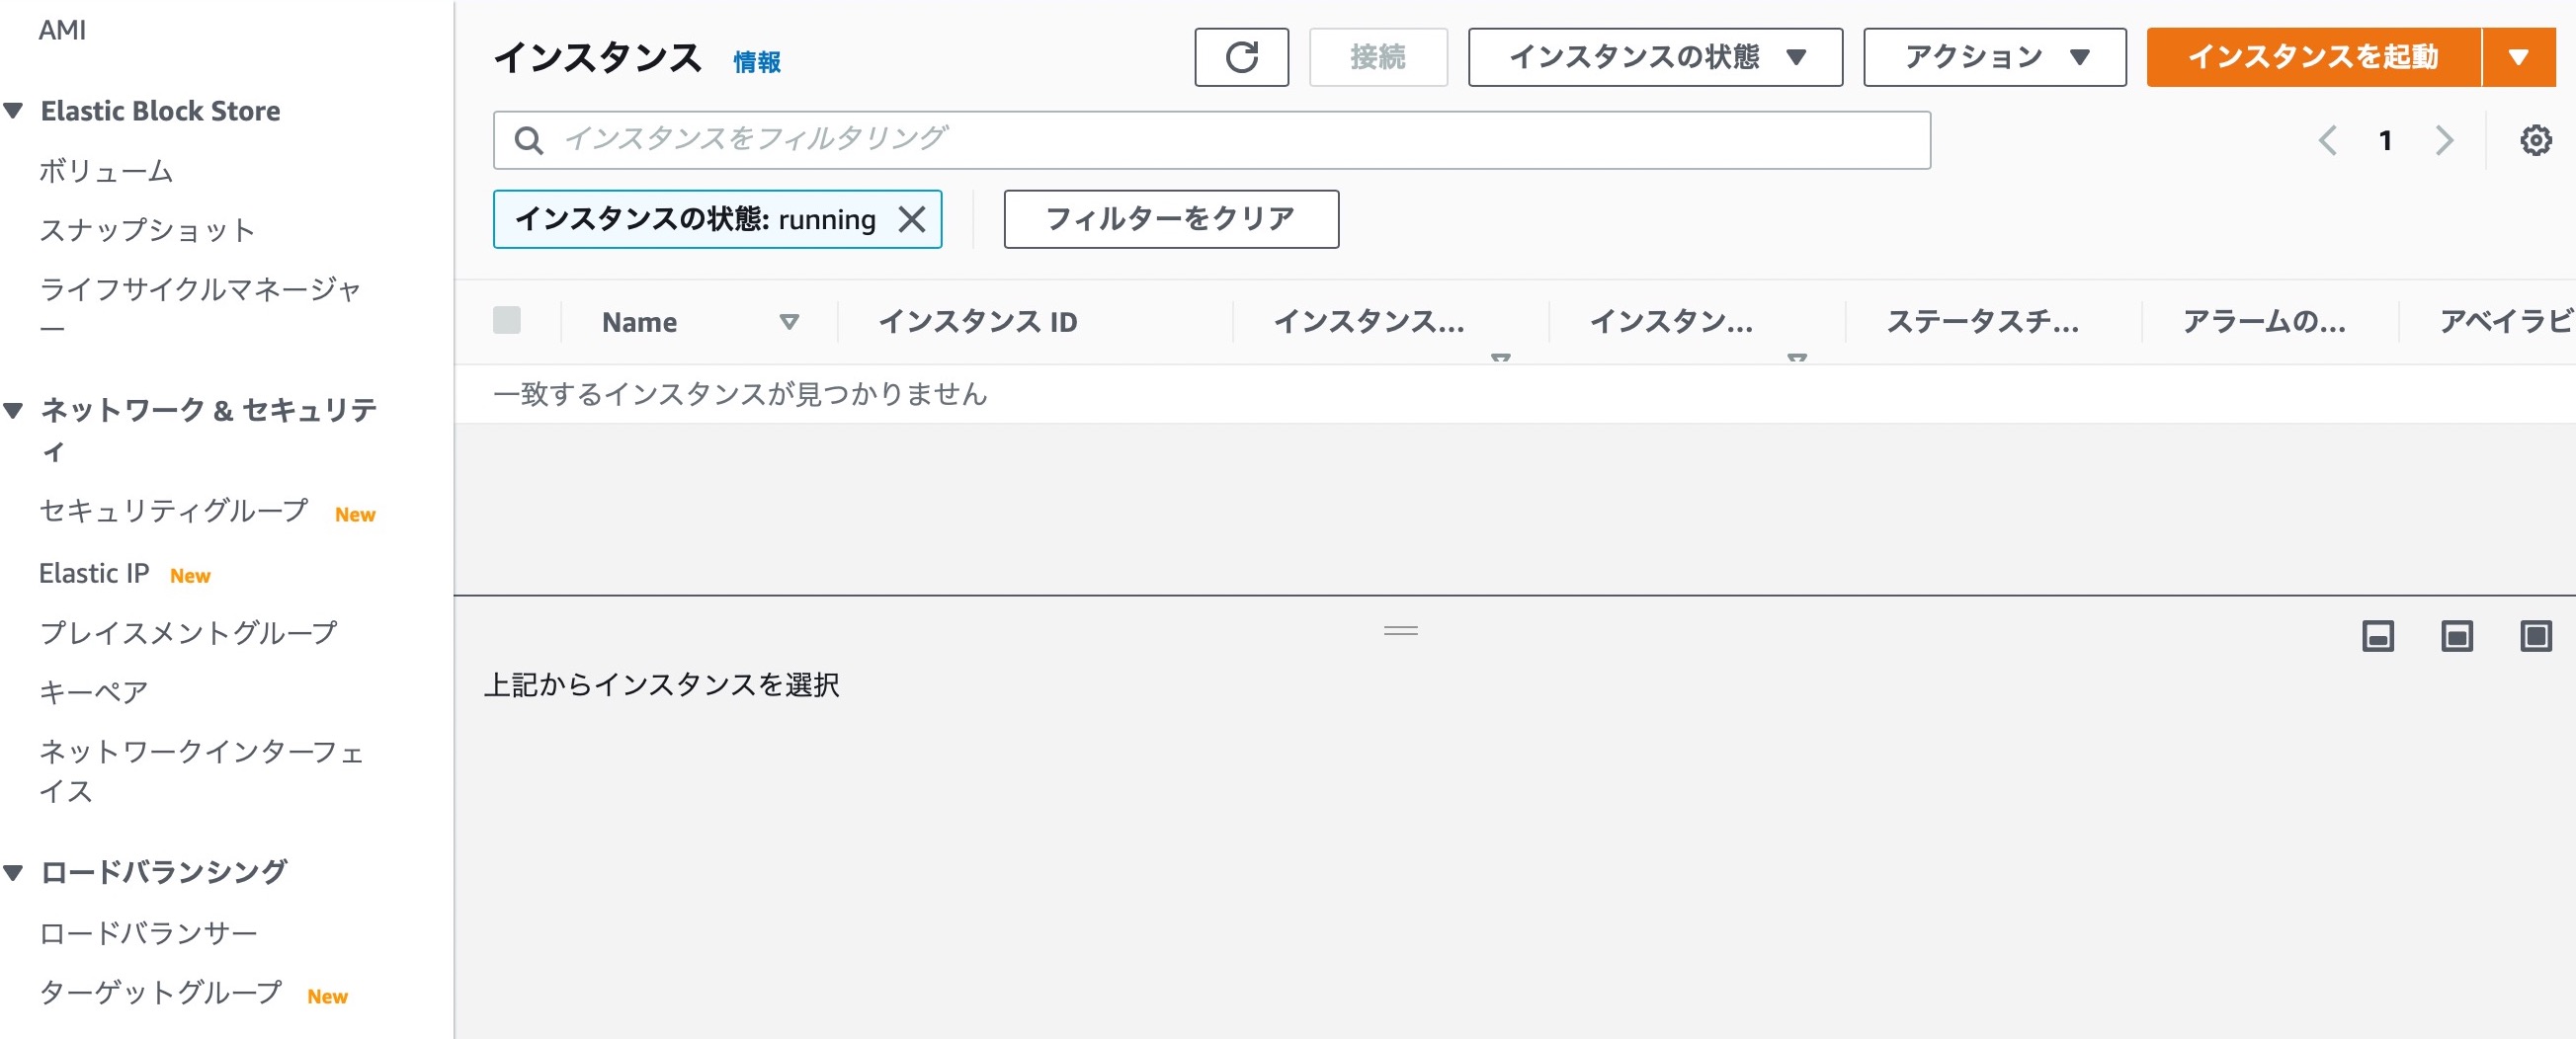 AMI
Elastic Block Store
ボリューム
スナップショット
ライフサイクルマネージャ
ー
ネットワーク & セキュリテ
ィ
セキュリティグループ New
Elastic IP New
プレイスメントグループ
キーペア
ネットワークインターフェ
イス
ロードバランシング
ロードバランサー
ターゲットグループ New
インスタンス 情報
接続
インスタンスの状態
アクション
インスタンスを起動
インスタンスをフィルタリング
1
インスタンスの状態: running
フィルターをクリア
Name インスタンス ID インスタンス... インスタン... ステータスチ... アラームの... アベイラビ
一致するインスタンスが見つかりません
上記からインスタンスを選択